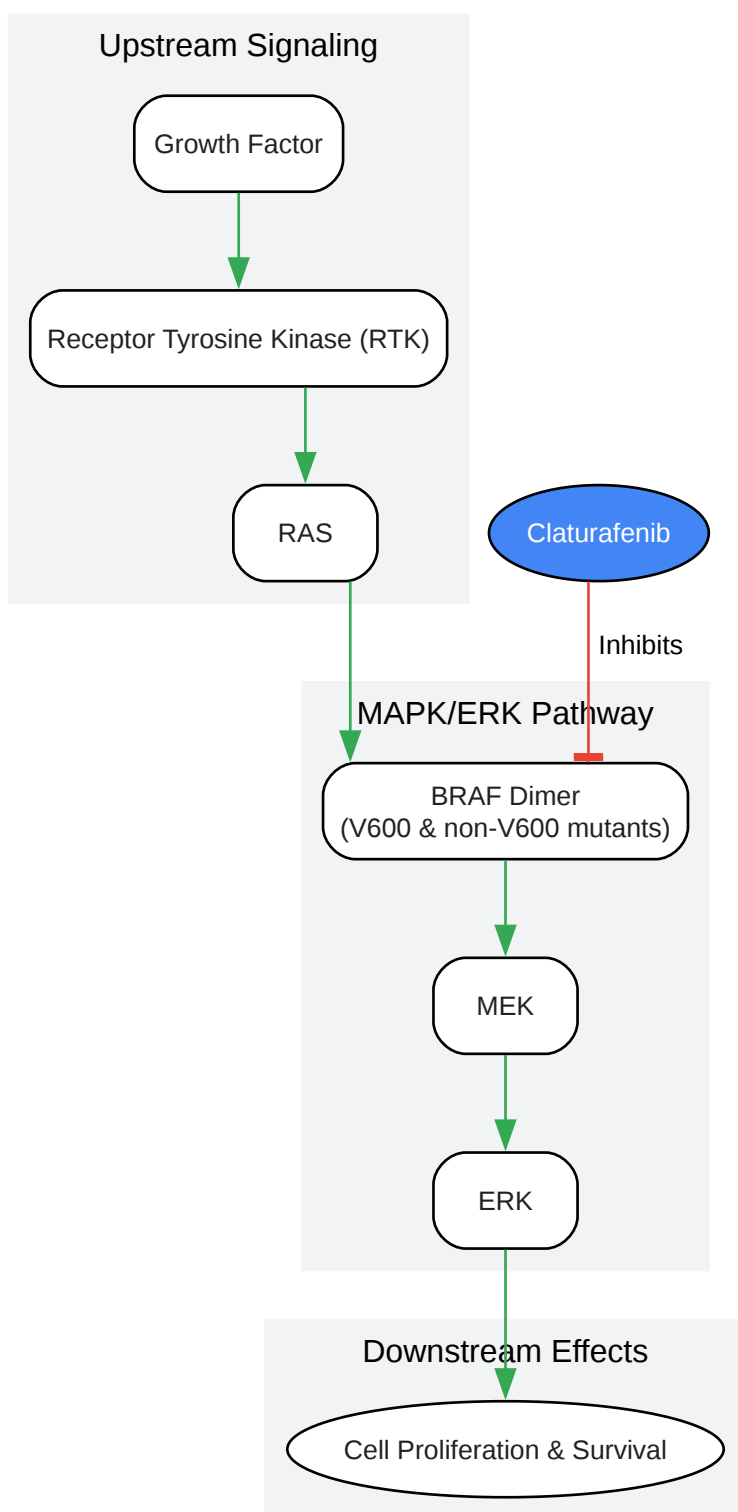 Upstream Signaling
Growth Factor
Receptor Tyrosine Kinase (RTK)
RAS
Claturafenib
Inhibits
MAPK/ERK Pathway
BRAF Dimer
(V600 & non-V600 mutants)
MEK
ERK
Downstream Effects
Cell Proliferation & Survival